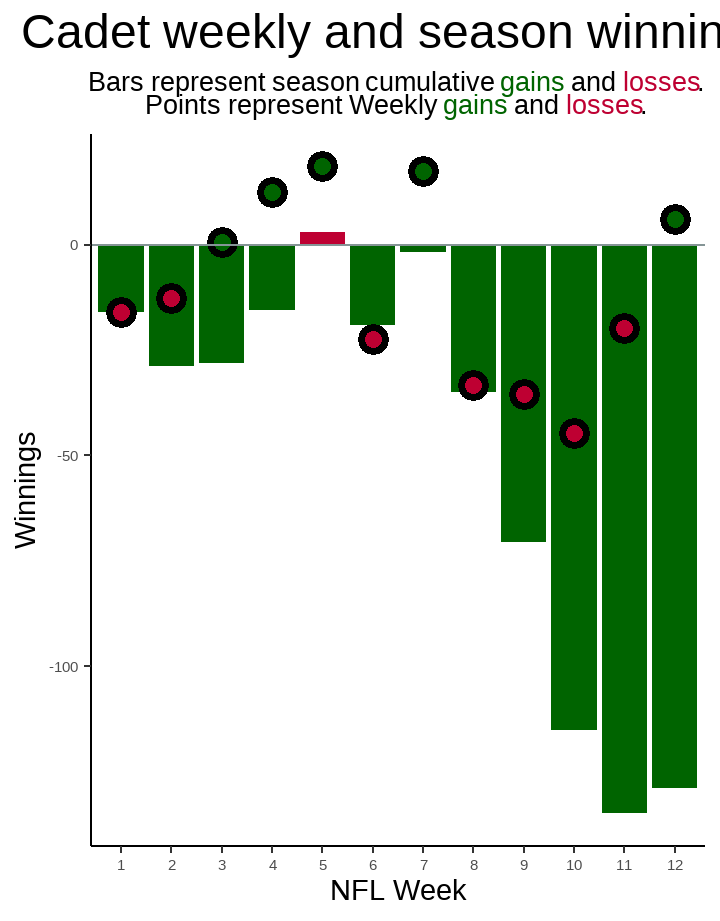 Cadet weekly and season winnin
Bars represent season cumulative gains and losses.
Points represent Weekly gains and losses.
0
-50
-100
Winnings
1 2 3 4 5 6 7 8 9 10 11 12
NFL Week